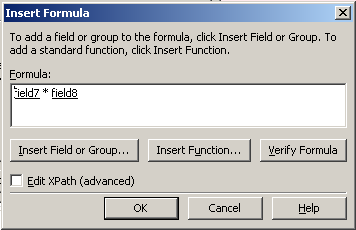 Insert Formula
To add a field or group to the formula, click Insert Field or Group. To
add a standard function, click Insert Function.
Formula:
field7 * field8
Insert Field or Group... Insert Function... Verify Formula
Edit XPath (advanced)
OK Cancel Help